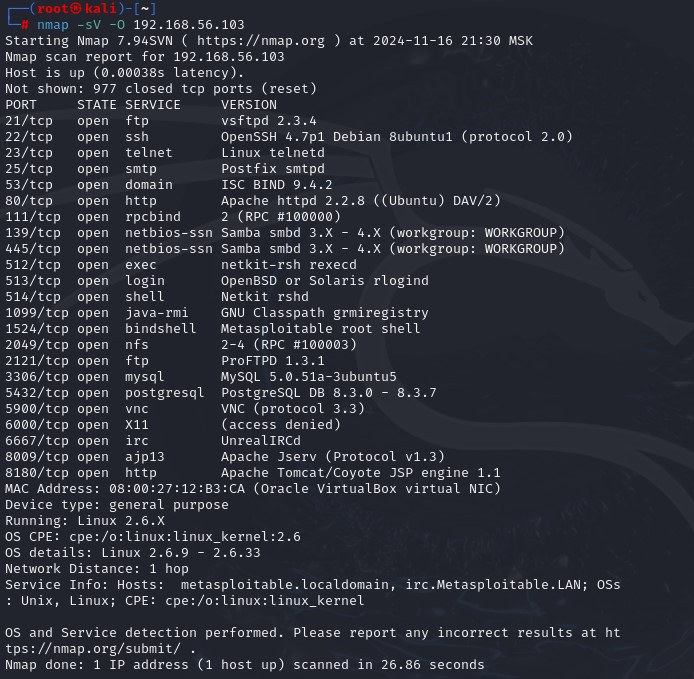 ┌──(root㉿kali)-[~]
└─# nmap -sV -O 192.168.56.103
Starting Nmap 7.94SVN ( https://nmap.org ) at 2024-11-16 21:30 MSK
Nmap scan report for 192.168.56.103
Host is up (0.00038s latency).
Not shown: 977 closed tcp ports (reset)
PORT     STATE SERVICE     VERSION
21/tcp   open  ftp         vsftpd 2.3.4
22/tcp   open  ssh         OpenSSH 4.7p1 Debian 8ubuntu1 (protocol 2.0)
23/tcp   open  telnet      Linux telnetd
25/tcp   open  smtp        Postfix smtpd
53/tcp   open  domain      ISC BIND 9.4.2
80/tcp   open  http        Apache httpd 2.2.8 ((Ubuntu) DAV/2)
111/tcp  open  rpcbind     2 (RPC #100000)
139/tcp  open  netbios-ssn Samba smbd 3.X - 4.X (workgroup: WORKGROUP)
445/tcp  open  netbios-ssn Samba smbd 3.X - 4.X (workgroup: WORKGROUP)
512/tcp  open  exec        netkit-rsh rexecd
513/tcp  open  login       OpenBSD or Solaris rlogind
514/tcp  open  shell       Netkit rshd
1099/tcp open  java-rmi    GNU Classpath grmiregistry
1524/tcp open  bindshell   Metasploitable root shell
2049/tcp open  nfs         2-4 (RPC #100003)
2121/tcp open  ftp         ProFTPD 1.3.1
3306/tcp open  mysql       MySQL 5.0.51a-3ubuntu5
5432/tcp open  postgresql  PostgreSQL DB 8.3.0 - 8.3.7
5900/tcp open  vnc         VNC (protocol 3.3)
6000/tcp open  X11         (access denied)
6667/tcp open  irc         UnrealIRCd
8009/tcp open  ajp13       Apache Jserv (Protocol v1.3)
8180/tcp open  http        Apache Tomcat/Coyote JSP engine 1.1
MAC Address: 08:00:27:12:B3:CA (Oracle VirtualBox virtual NIC)
Device type: general purpose
Running: Linux 2.6.X
OS CPE: cpe:/o:linux:linux_kernel:2.6
OS details: Linux 2.6.9 - 2.6.33
Network Distance: 1 hop
Service Info: Hosts:  metasploitable.localdomain, irc.Metasploitable.LAN; OSs
: Unix, Linux; CPE: cpe:/o:linux:linux_kernel

OS and Service detection performed. Please report any incorrect results at ht
tps://nmap.org/submit/ .
Nmap done: 1 IP address (1 host up) scanned in 26.86 seconds